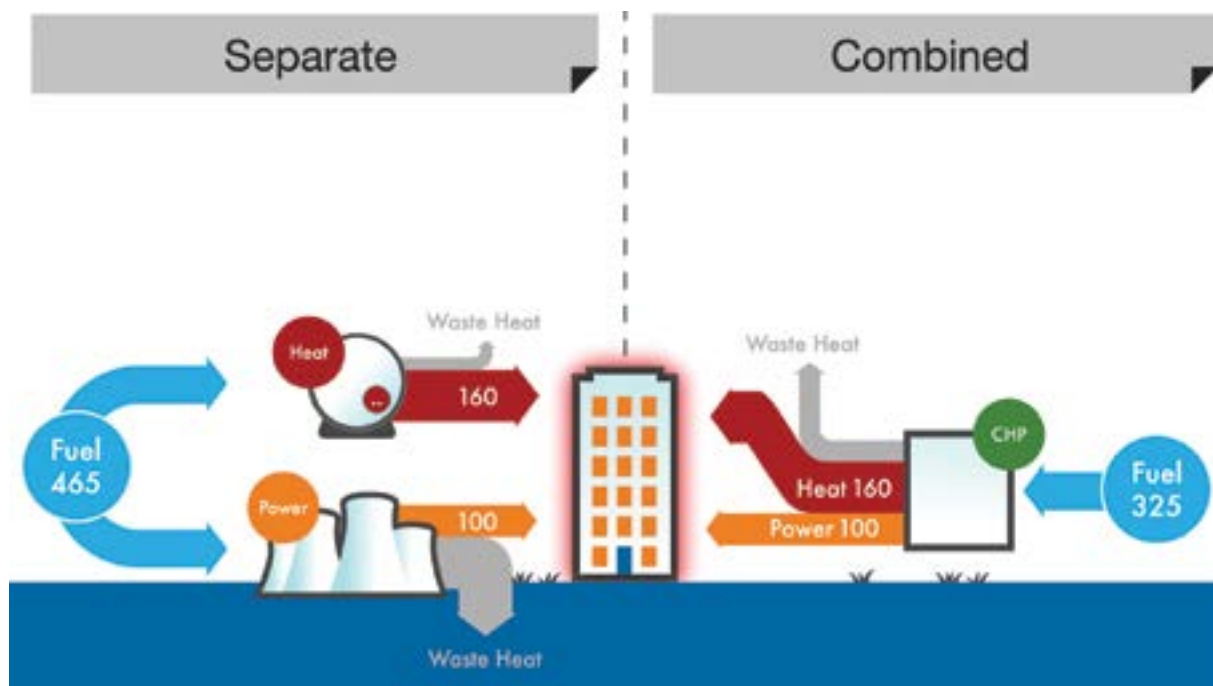 Separate
Combined
Waste Heat
Heat
160
Fuel
465
Power
100
Waste Heat
Waste Heat
CHP
Heat 160
Power 100
Fuel
325